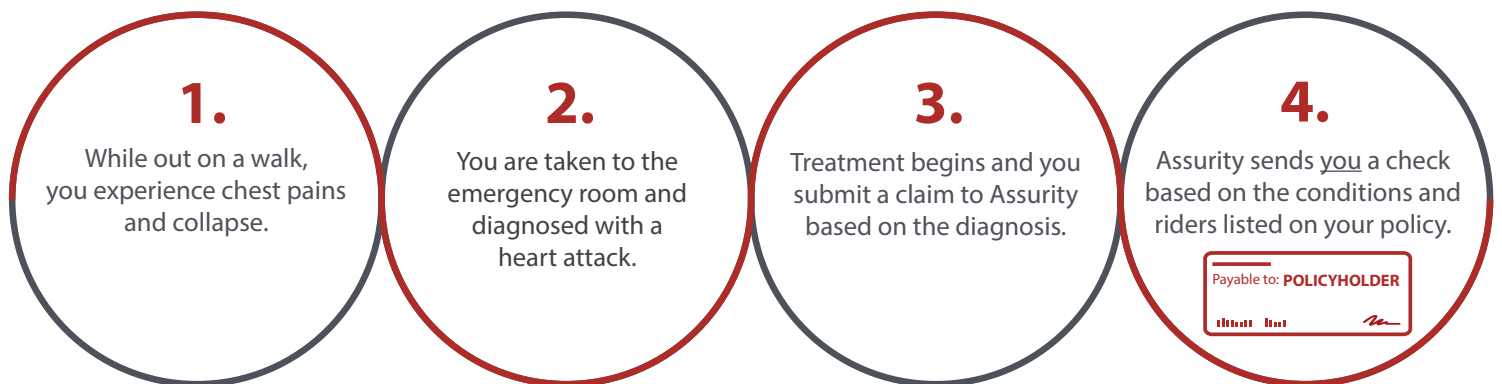 1.
While out on a walk,
you experience chest pains
and collapse.
2.
You are taken to the
emergency room and
diagnosed with a
heart attack.
3.
Treatment begins and you
submit a claim to Assurity
based on the diagnosis.
4.
Assurity sends you a check
based on the conditions and
riders listed on your policy.
Payable to: POLICYHOLDER